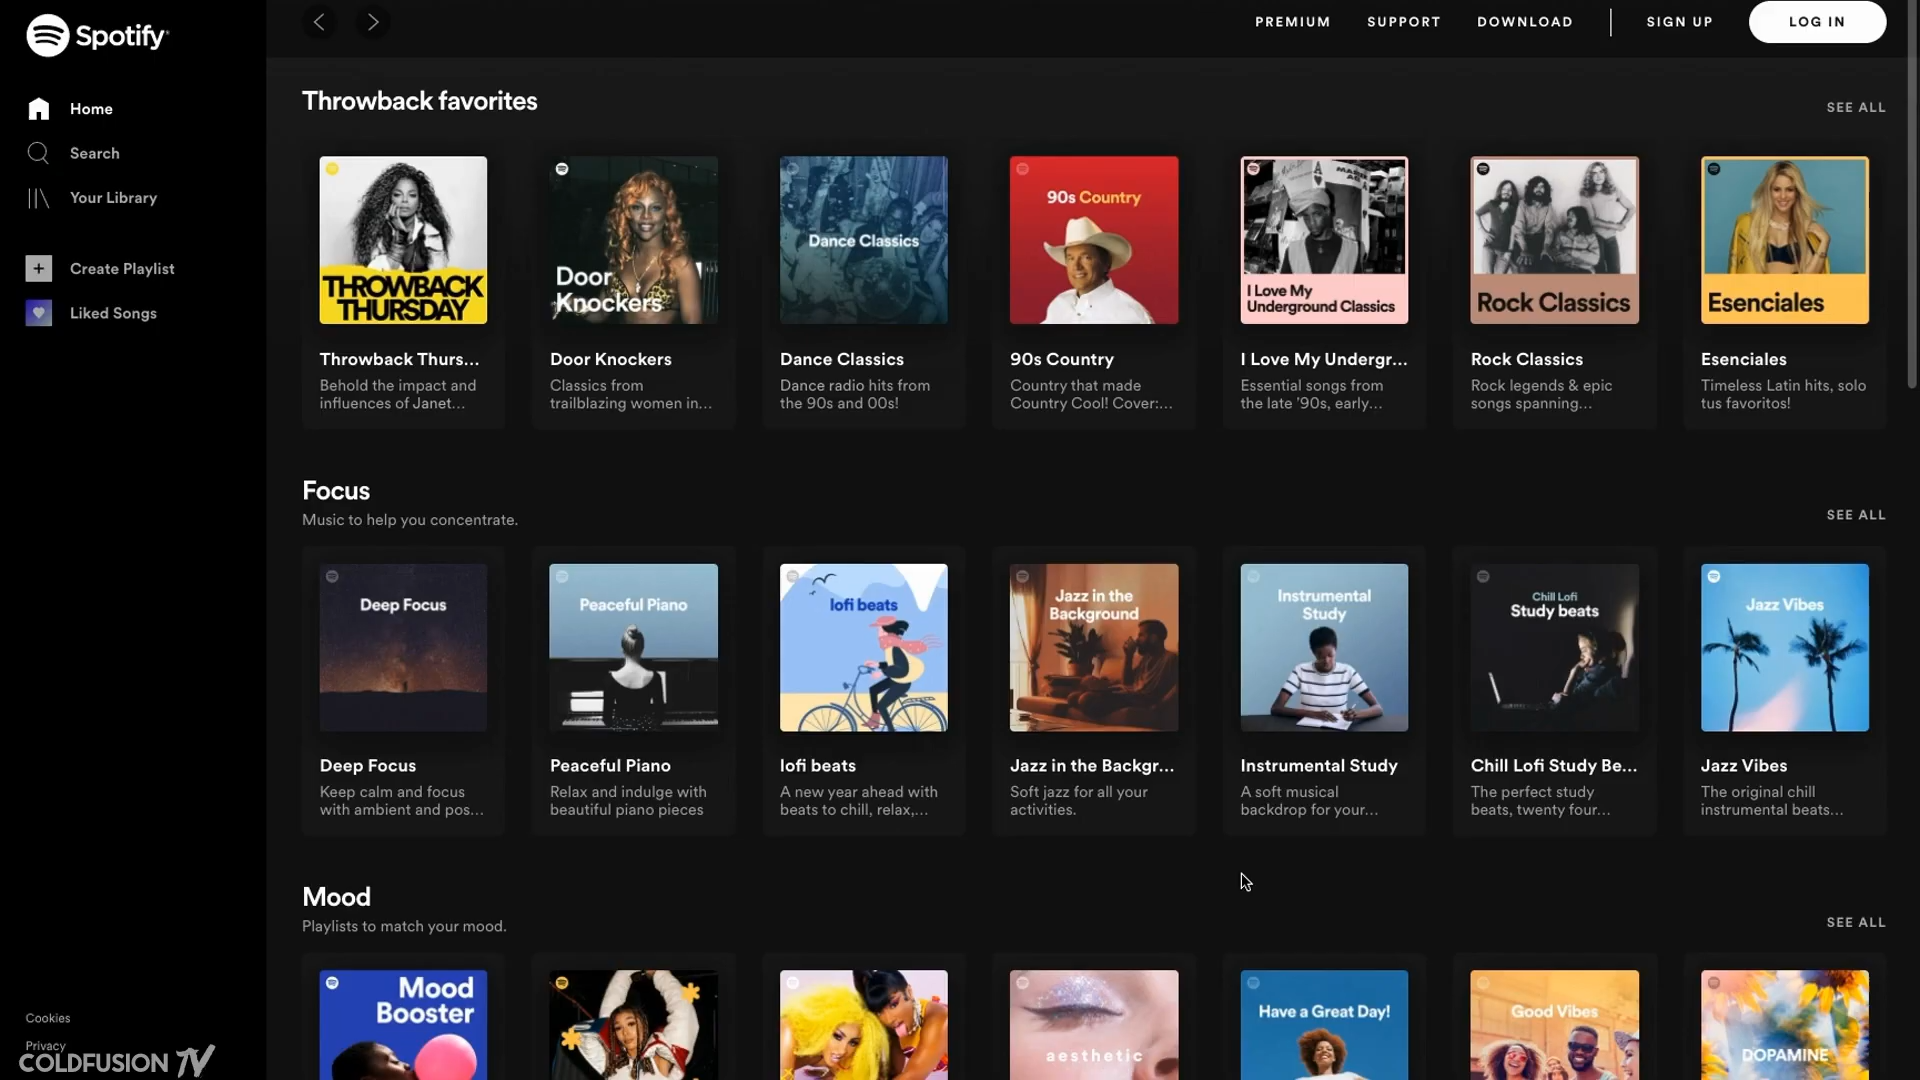 Spotify
PREMIUM
SUPPORT
DOWNLOAD
SIGN UP
LOG IN
Home
Search
Your Library
Create Playlist
Liked Songs
Throwback favorites
SEE ALL
THROWBACK
THURSDAY
Door
Knockers
Dance Classics
90s Country
I Love My
Underground Classics
Rock Classics
Esenciales
Throwback Thurs...
Behold the impact and
influences of Janet...
Door Knockers
Classics from
trailblazing women in...
Dance Classics
Dance radio hits from
the 90s and 00s!
90s Country
Country that made
Country Cool! Cover:...
I Love My Undergr...
Essential songs from
the late '90s, early...
Rock Classics
Rock legends & epic
songs spanning...
Esenciales
Timeless Latin hits, solo
tus favoritos!
Focus
Music to help you concentrate.
SEE ALL
Deep Focus
Peaceful Piano
lofi beats
Jazz in the
Background
Instrumental
Study
Chill Lofi
Study beats
Jazz Vibes
Deep Focus
Keep calm and focus
with ambient and pos...
Peaceful Piano
Relax and indulge with
beautiful piano pieces
lofi beats
A new year ahead with
beats to chill, relax,...
Jazz in the Backgr...
Soft jazz for all your
activities.
Instrumental Study
A soft musical
backdrop for your...
Chill Lofi Study Be...
The perfect study
beats, twenty four...
Jazz Vibes
The original chill
instrumental beats...
Mood
Playlists to match your mood.
SEE ALL
Mood
Booster
aesthetic
Have a Great Day!
Good Vibes
DOPAMINE
Cookies
Privacy
COLDFUSION TV